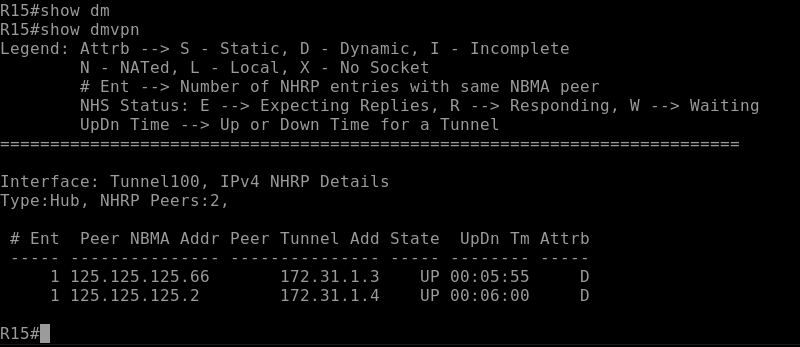 R15#show dm
R15#show dmvpn
Legend: Attrb --> S - Static, D - Dynamic, I - Incomplete
        N - NATed, L - Local, X - No Socket
        # Ent --> Number of NHRP entries with same NBMA peer
        NHS Status: E --> Expecting Replies, R --> Responding, W --> Waiting
        UpDn Time --> Up or Down Time for a Tunnel
==========================================================================

Interface: Tunnel100, IPv4 NHRP Details
Type:Hub, NHRP Peers:2,

 # Ent  Peer NBMA Addr Peer Tunnel Add State  UpDn Tm Attrb
 ----- --------------- --------------- ----- -------- -----
     1 125.125.125.66       172.31.1.3    UP 00:05:55     D
     1 125.125.125.2        172.31.1.4    UP 00:06:00     D

R15#